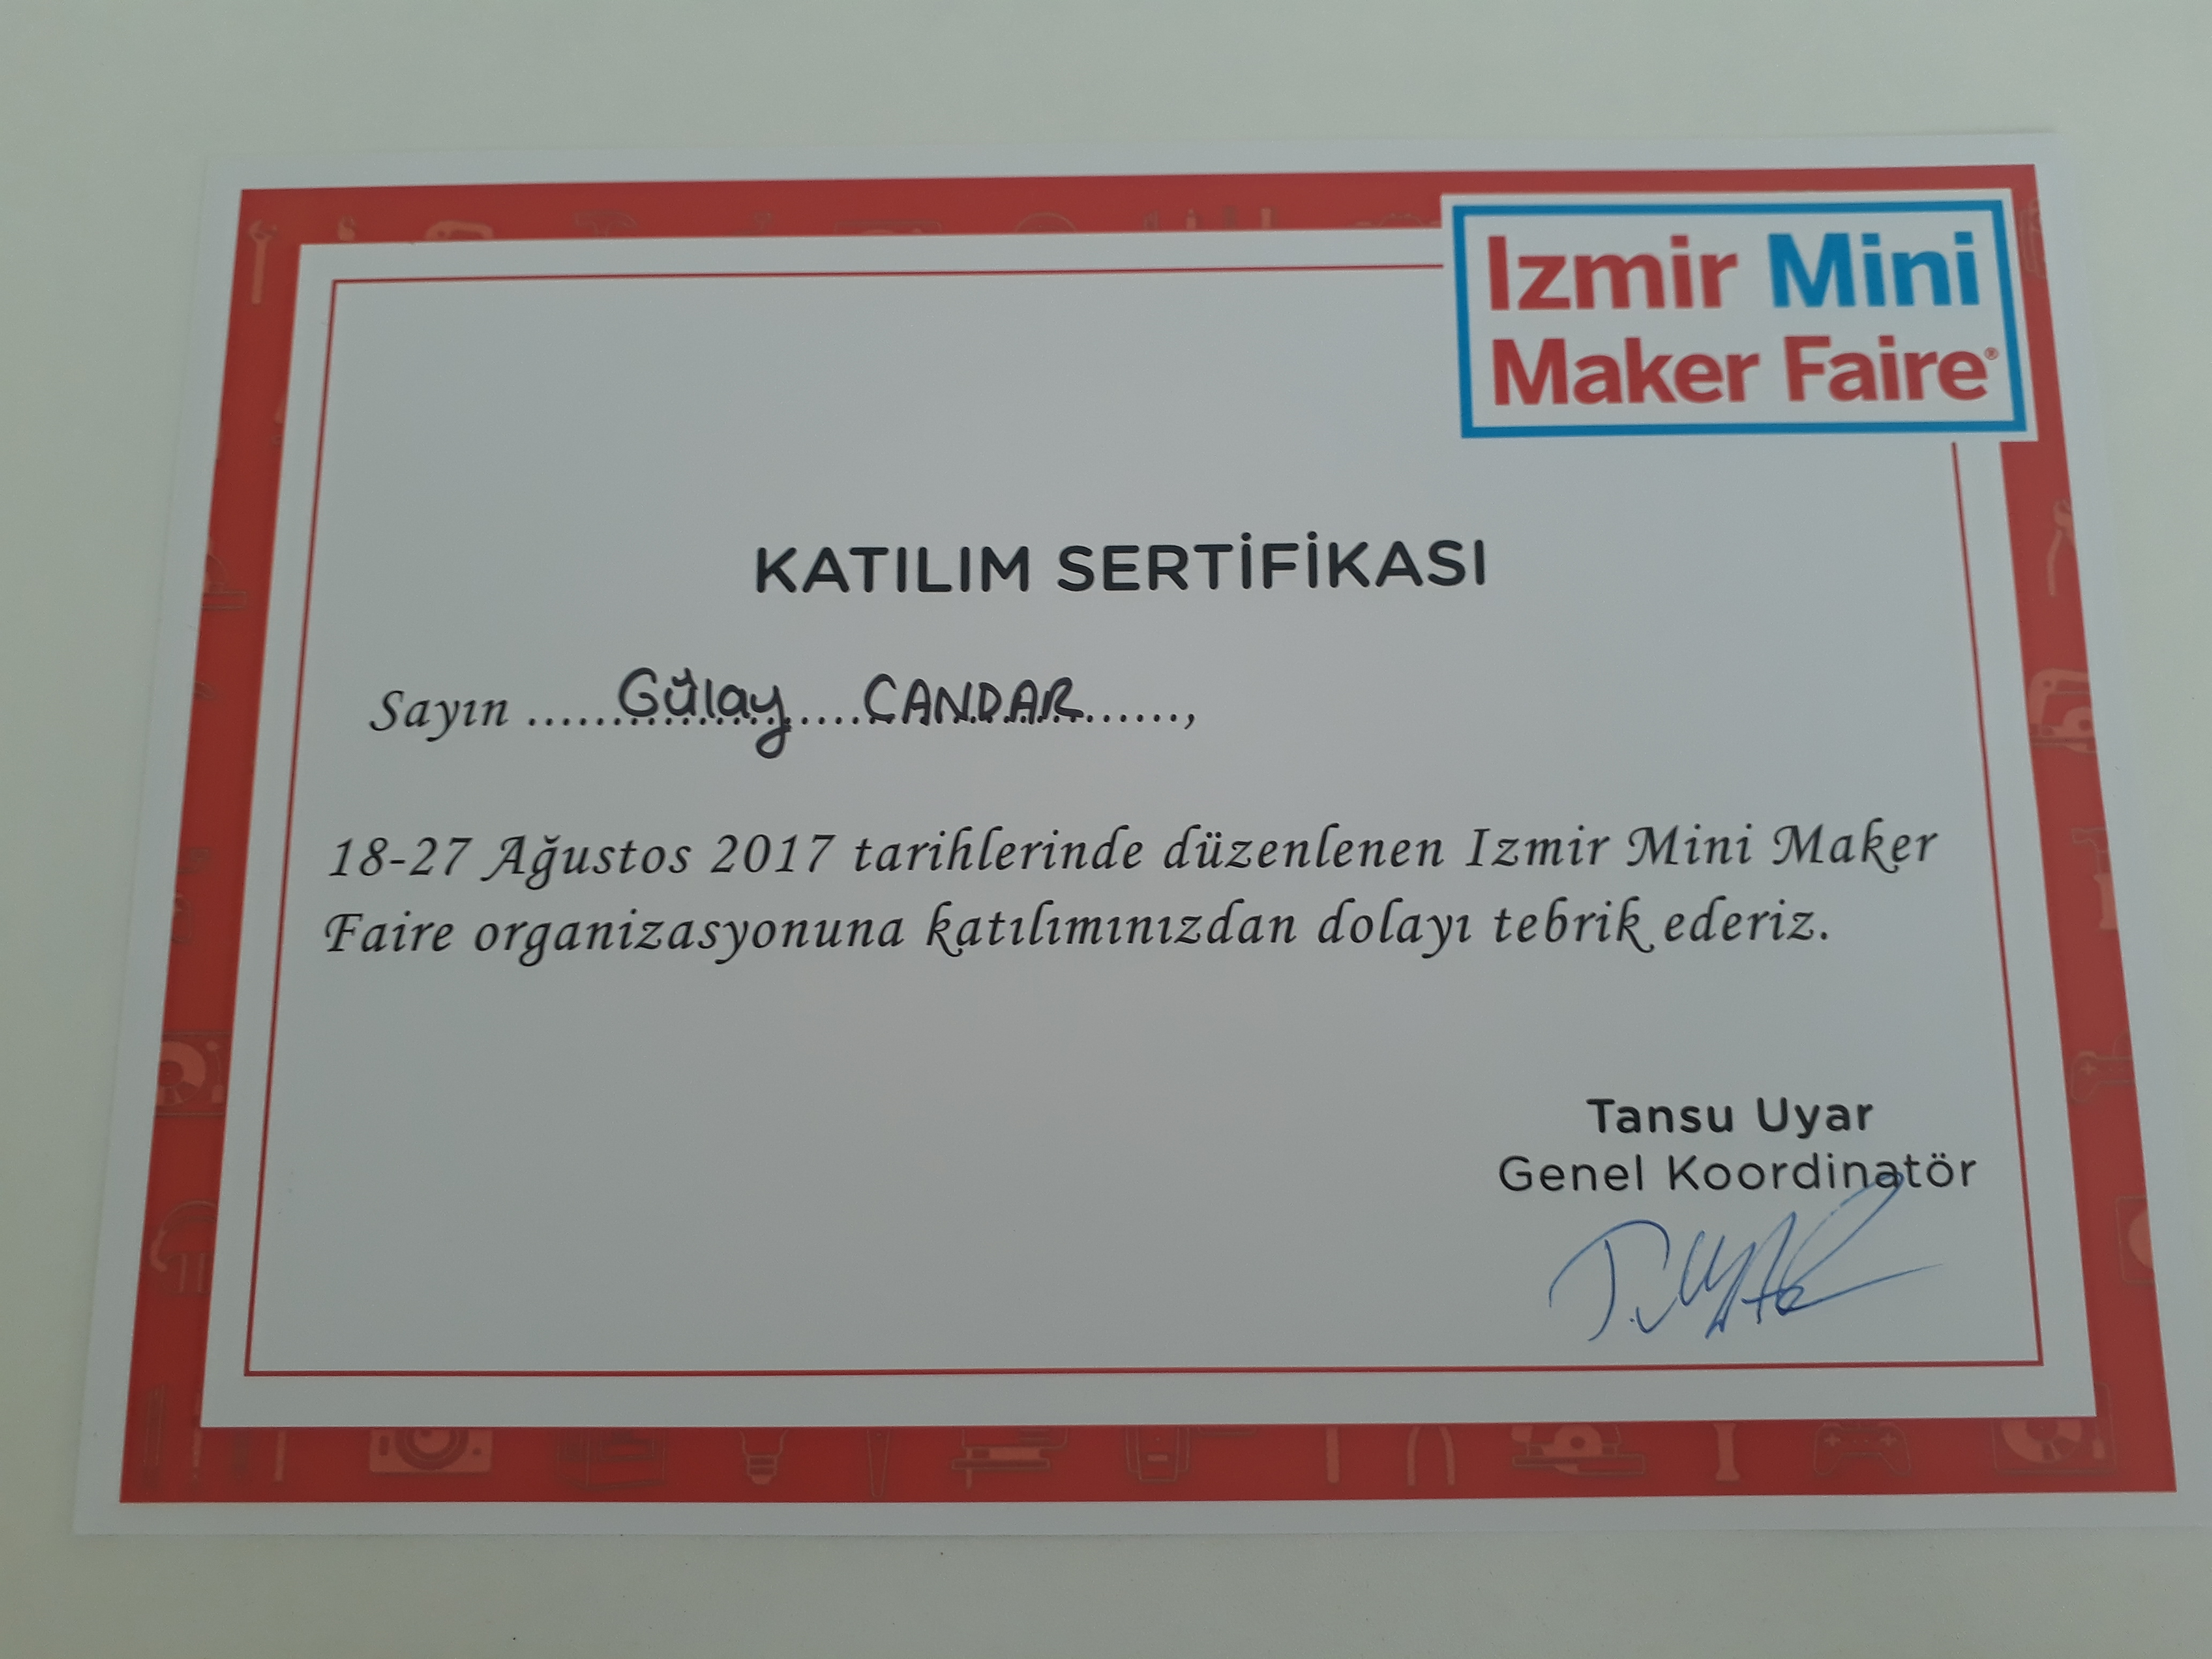 Izmir Mini
Maker Faire®
KATILIM SERTİFİKASI
Sayın ......Gülay......CANDAR......,
18-27 Ağustos 2017 tarihlerinde düzenlenen Izmir Mini Maker
Faire organizasyonuna katılımınızdan dolayı tebrik ederiz.
Tansu Uyar
Genel Koordinatör